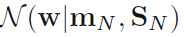 𝒩(𝐰|𝐦_N, 𝐒_N)